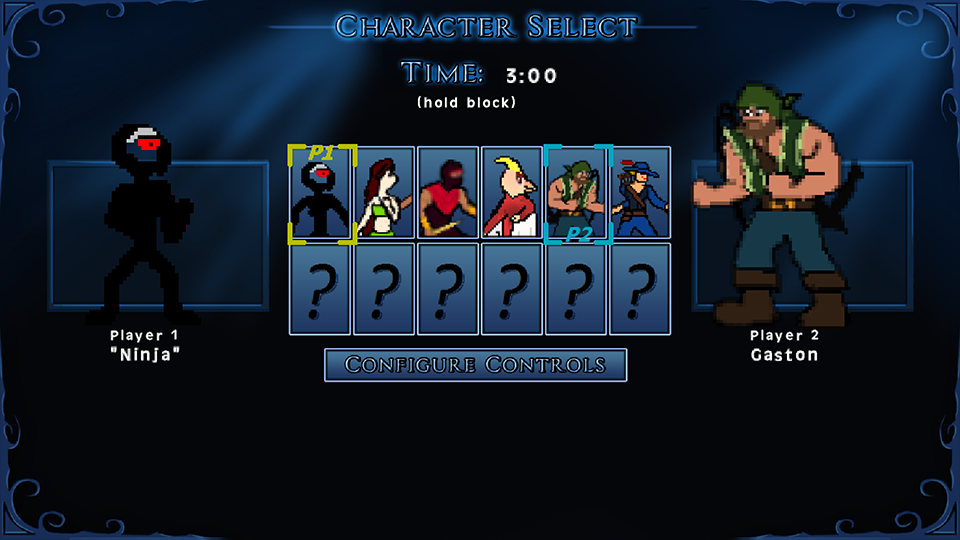 Character Select
Time: 3:00
(hold block)
P1
P2
? ? ? ? ? ?
Configure Controls
Player 1
"Ninja"
Player 2
Gaston